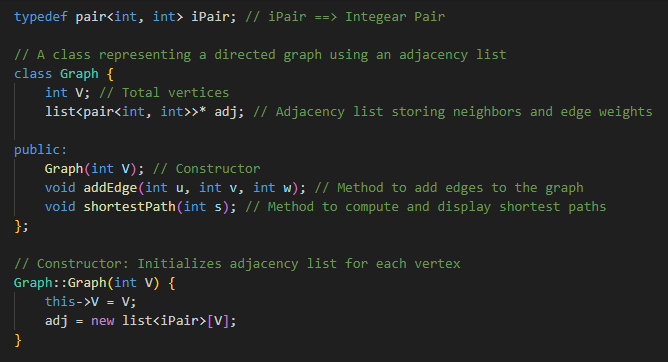 typedef pair<int, int> iPair; // iPair ==> Integear Pair
// A class representing a directed graph using an adjacency list
class Graph {
    int V; // Total vertices
    list<pair<int, int>>* adj; // Adjacency list storing neighbors and edge weights
public:
    Graph(int V); // Constructor
    void addEdge(int u, int v, int w); // Method to add edges to the graph
    void shortestPath(int s); // Method to compute and display shortest paths
};
// Constructor: Initializes adjacency list for each vertex
Graph::Graph(int V) {
    this->V = V;
    adj = new list<iPair>[V];
}